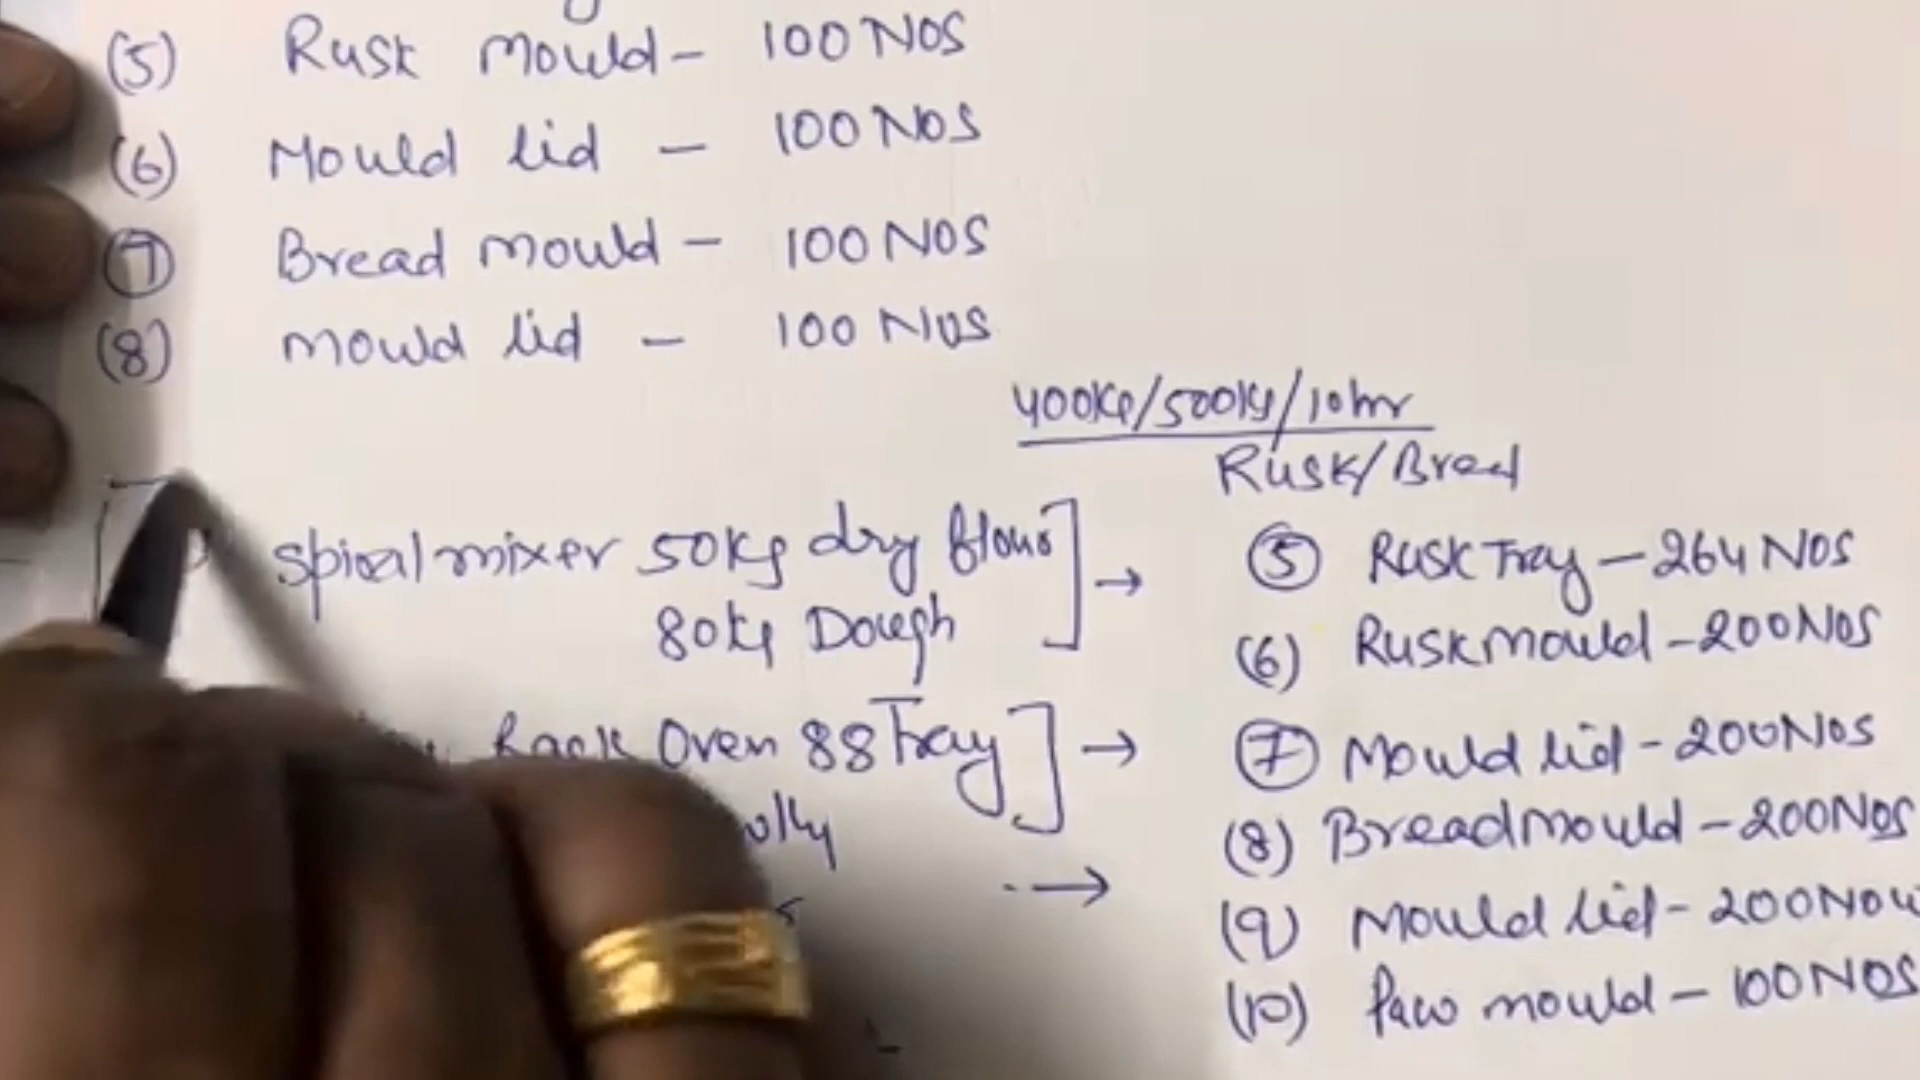 (5) Rusk Mould - 100 NOS
(6) Mould lid - 100 NOS
(7) Bread mould - 100 NOS
(8) mould lid - 100 NOS
400Kg/500Kg/10hr
Rusk/Bread
spiral mixer 50Kg dry flour
80Kg Dough
Rack Oven 88 Tray
(5) Rusk Tray - 264 NOS
(6) Rusk mould - 200 NOS
(7) Mould lid - 200 NOS
(8) Bread mould - 200 NOS
(9) Mould lid - 200 Nos
(10) Paw mould - 100 NOS